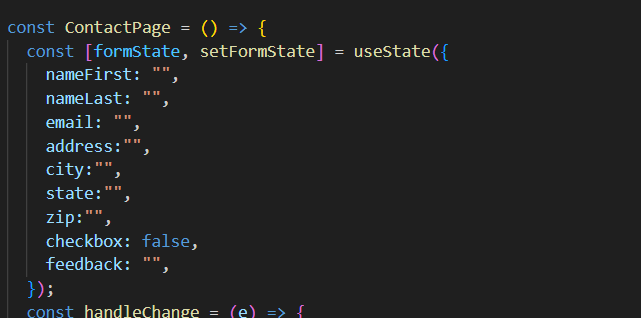 const ContactPage = () => {
const [formState, setFormState] = useState({
nameFirst: "",
nameLast: "",
email: "",
address:"",
city:"",
state:"",
zip:"",
checkbox: false,
feedback: "",
});
const handleChange = (e) => {